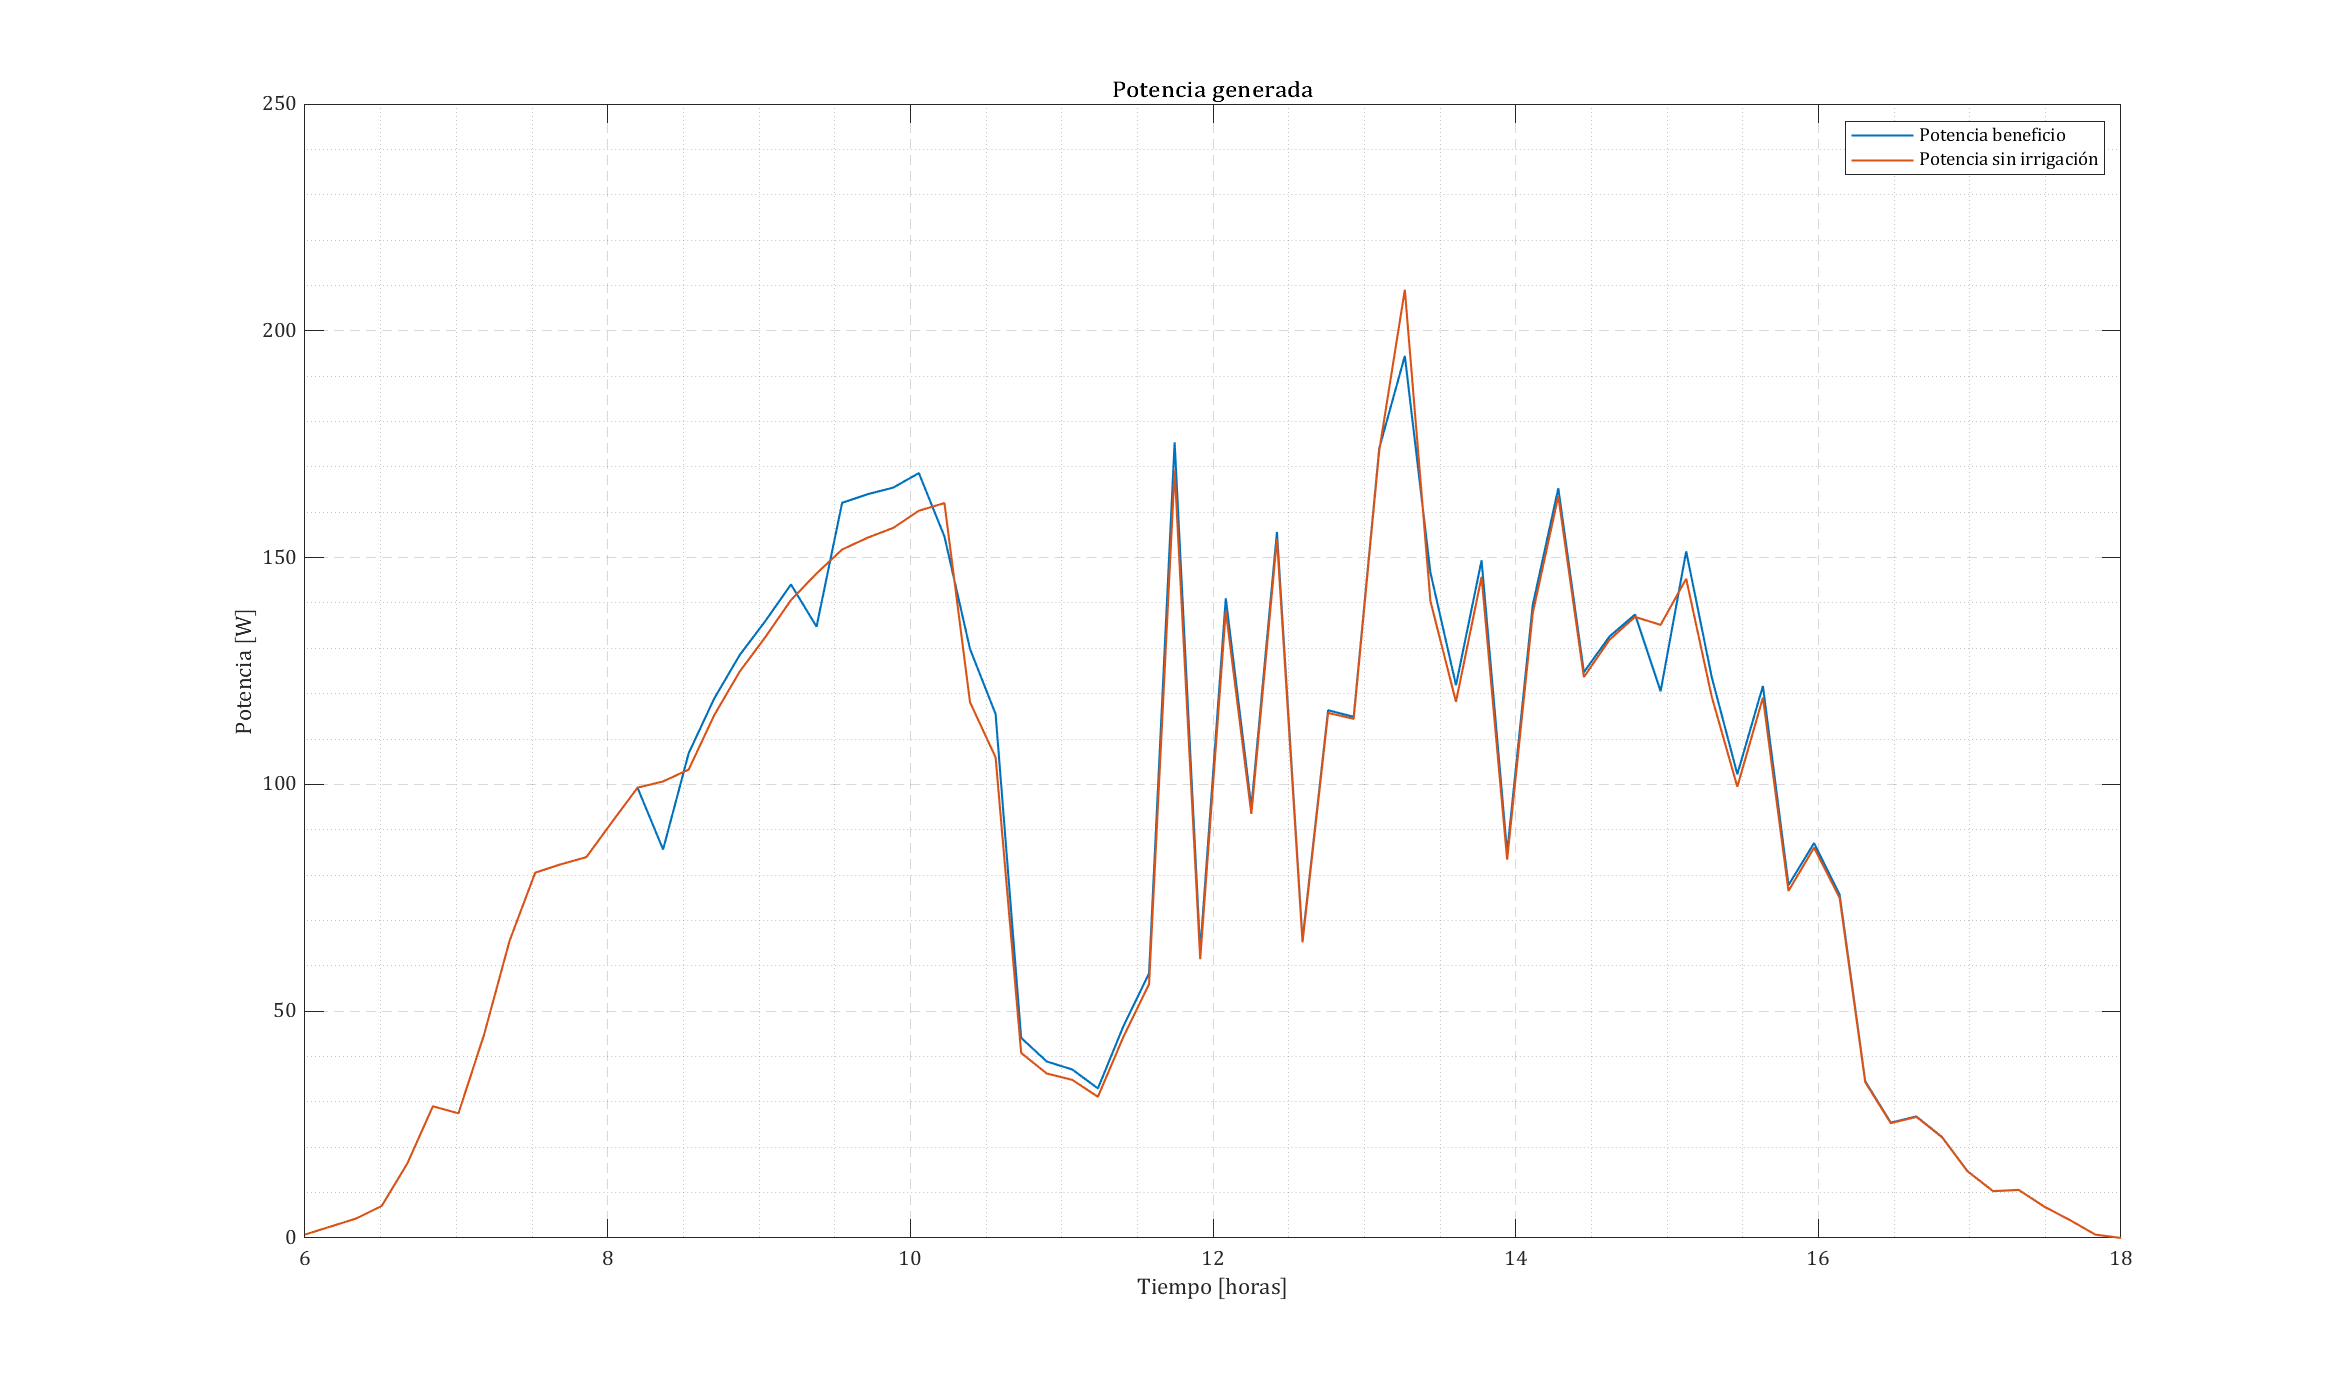 Potencia generada
250
200
150
100
50
0
Potencia [W]
Potencia beneficio
Potencia sin irrigación
6 8 10 12 14 16 18
Tiempo [horas]